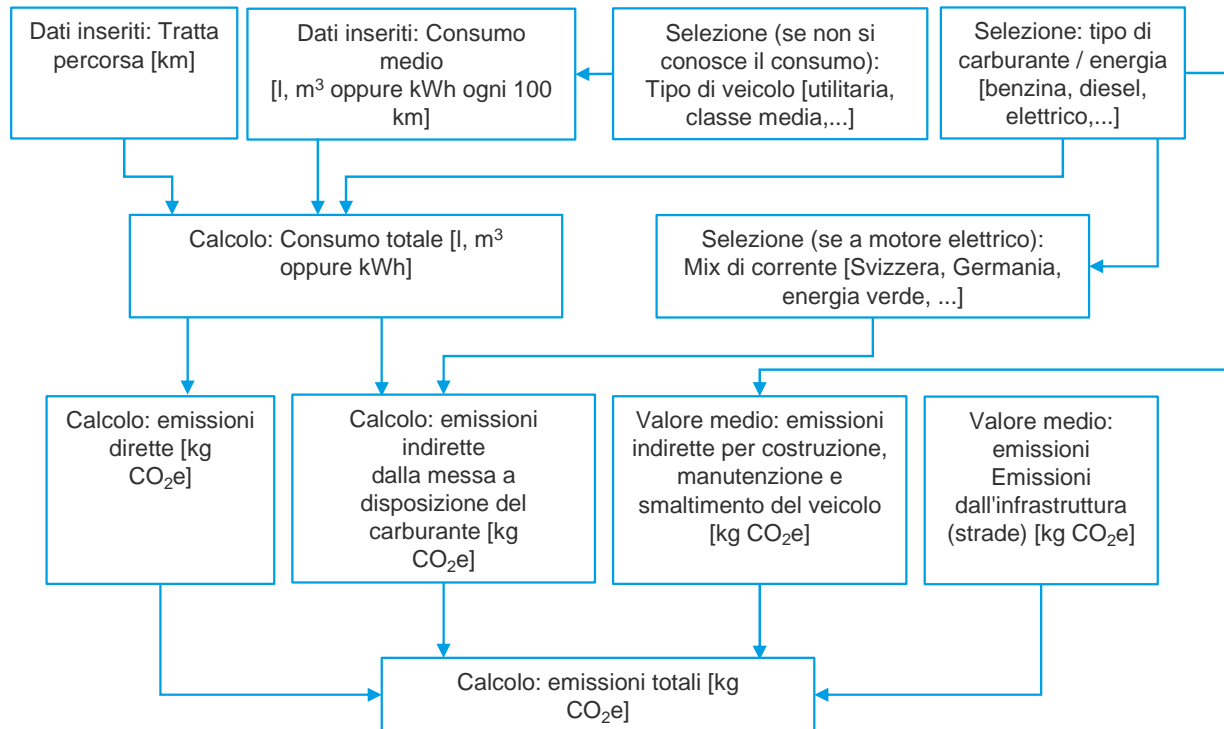 Dati inseriti: Tratta
percorsa [km]
Dati inseriti: Consumo
medio
[l, m³ oppure kWh ogni 100
km]
Selezione (se non si
conosce il consumo):
Tipo di veicolo [utilitaria,
classe media,...]
Selezione: tipo di
carburante / energia
[benzina, diesel,
elettrico,...]
Calcolo: Consumo totale [l, m³
oppure kWh]
Selezione (se a motore elettrico):
Mix di corrente [Svizzera, Germania,
energia verde, ...]
Calcolo: emissioni
dirette [kg
CO₂e]
Calcolo: emissioni
indirette
dalla messa a
disposizione del
carburante [kg
CO₂e]
Valore medio: emissioni
indirette per costruzione,
manutenzione e
smaltimento del veicolo
[kg CO₂e]
Valore medio:
emissioni
Emissioni
dall'infrastruttura
(strade) [kg CO₂e]
Calcolo: emissioni totali [kg
CO₂e]